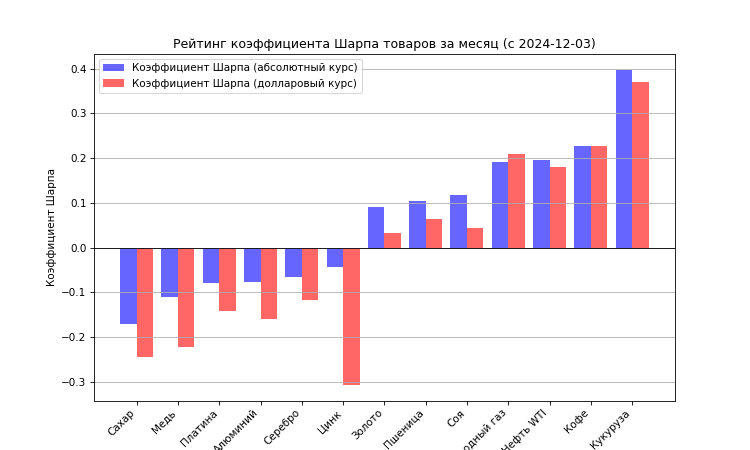 Рейтинг коэффициента Шарпа товаров за месяц (с 2024-12-03)
Коэффициент Шарпа (абсолютный курс)
Коэффициент Шарпа (долларовый курс)
Коэффициент Шарпа
0.4
0.3
0.2
0.1
0.0
−0.1
−0.2
−0.3
Сахар
Медь
Платина
Алюминий
Серебро
Цинк
Золото
Пшеница
Соя
одный газ
Нефть WTI
Кофе
Кукуруза